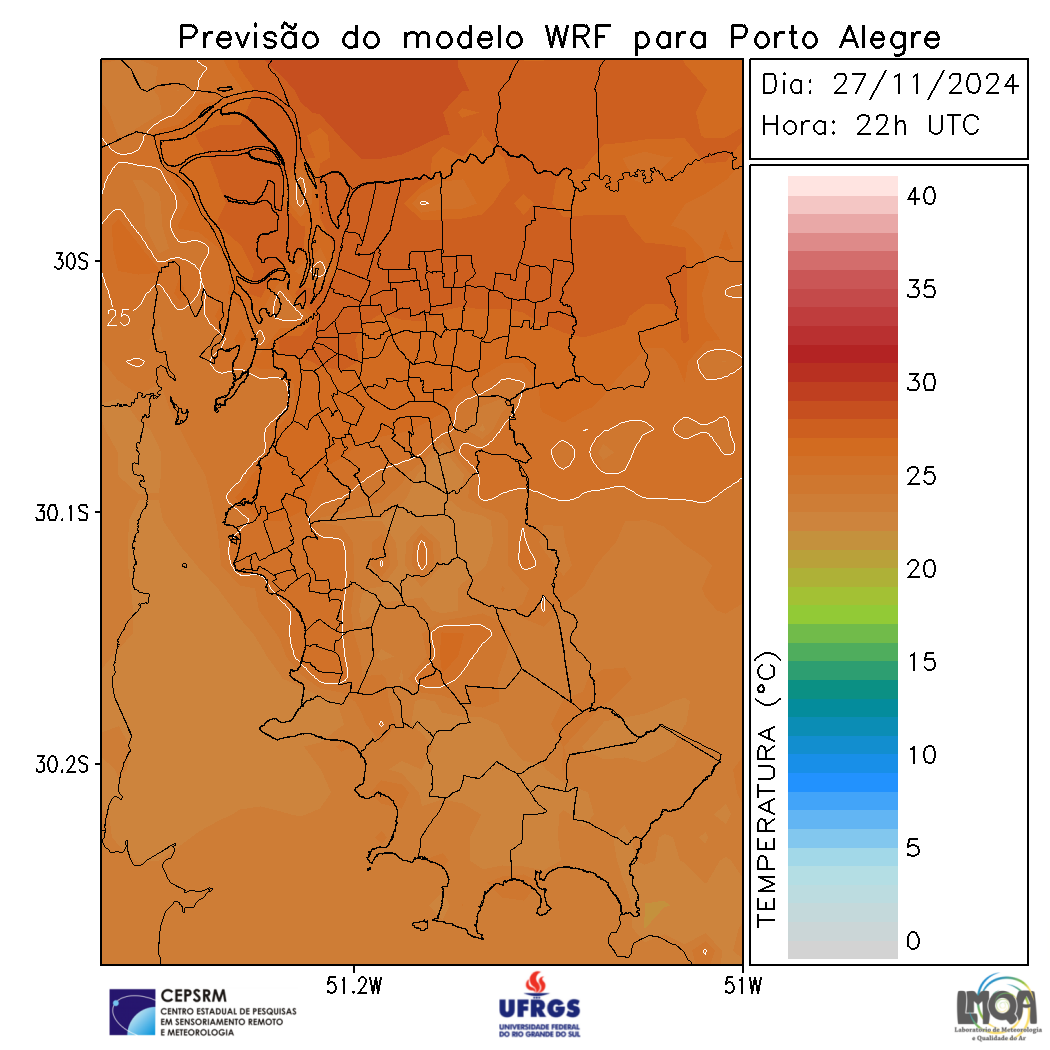 Previsão do modelo WRF para Porto Alegre
Dia: 27/11/2024
Hora: 22h UTC
40
35
30
25
20
15
10
5
0
TEMPERATURA (°C)
30S
30.1S
30.2S
25
51.2W
51W
CEPSRM
CENTRO ESTADUAL DE PESQUISAS
EM SENSORIAMENTO REMOTO
E METEOROLOGIA
UFRGS
UNIVERSIDADE FEDERAL
DO RIO GRANDE DO SUL
LMQA
Laboratório de Meteorologia
e Qualidade do Ar